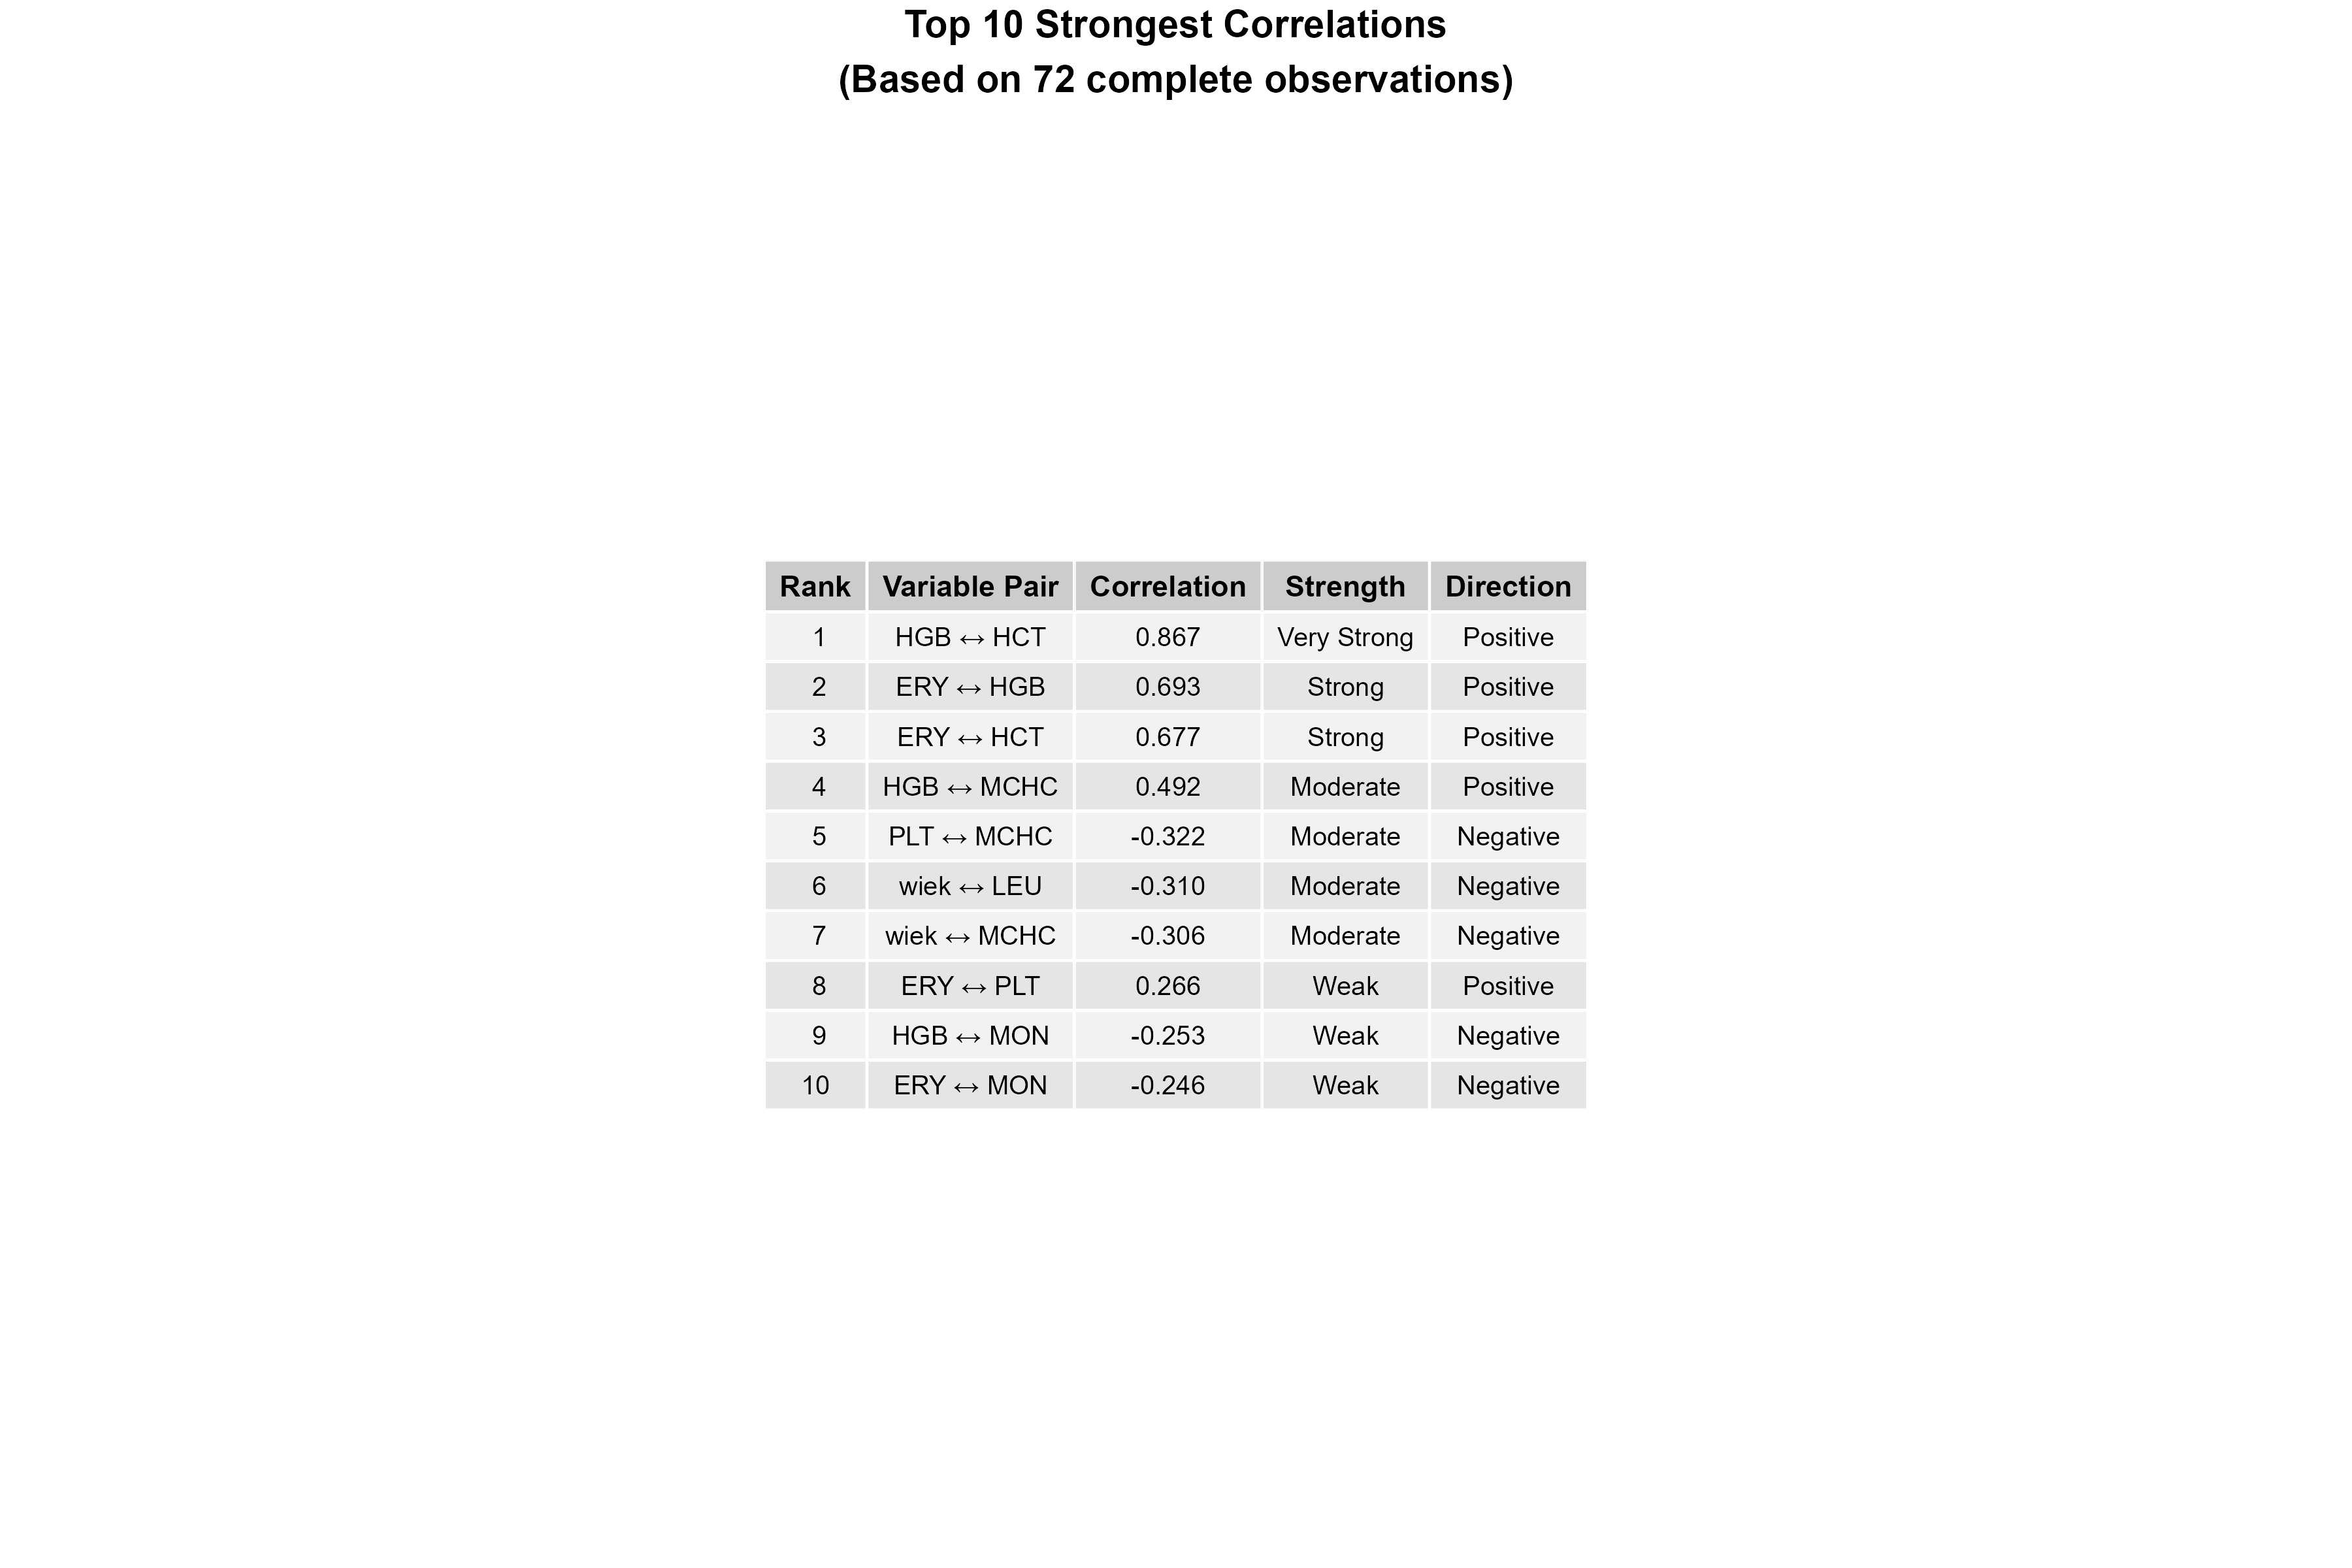 Top 10 Strongest Correlations
(Based on 72 complete observations)
Rank Variable Pair Correlation Strength Direction
1 HGB ↔ HCT 0.867 Very Strong Positive
2 ERY ↔ HGB 0.693 Strong Positive
3 ERY ↔ HCT 0.677 Strong Positive
4 HGB ↔ MCHC 0.492 Moderate Positive
5 PLT ↔ MCHC -0.322 Moderate Negative
6 wiek ↔ LEU -0.310 Moderate Negative
7 wiek ↔ MCHC -0.306 Moderate Negative
8 ERY ↔ PLT 0.266 Weak Positive
9 HGB ↔ MON -0.253 Weak Negative
10 ERY ↔ MON -0.246 Weak Negative